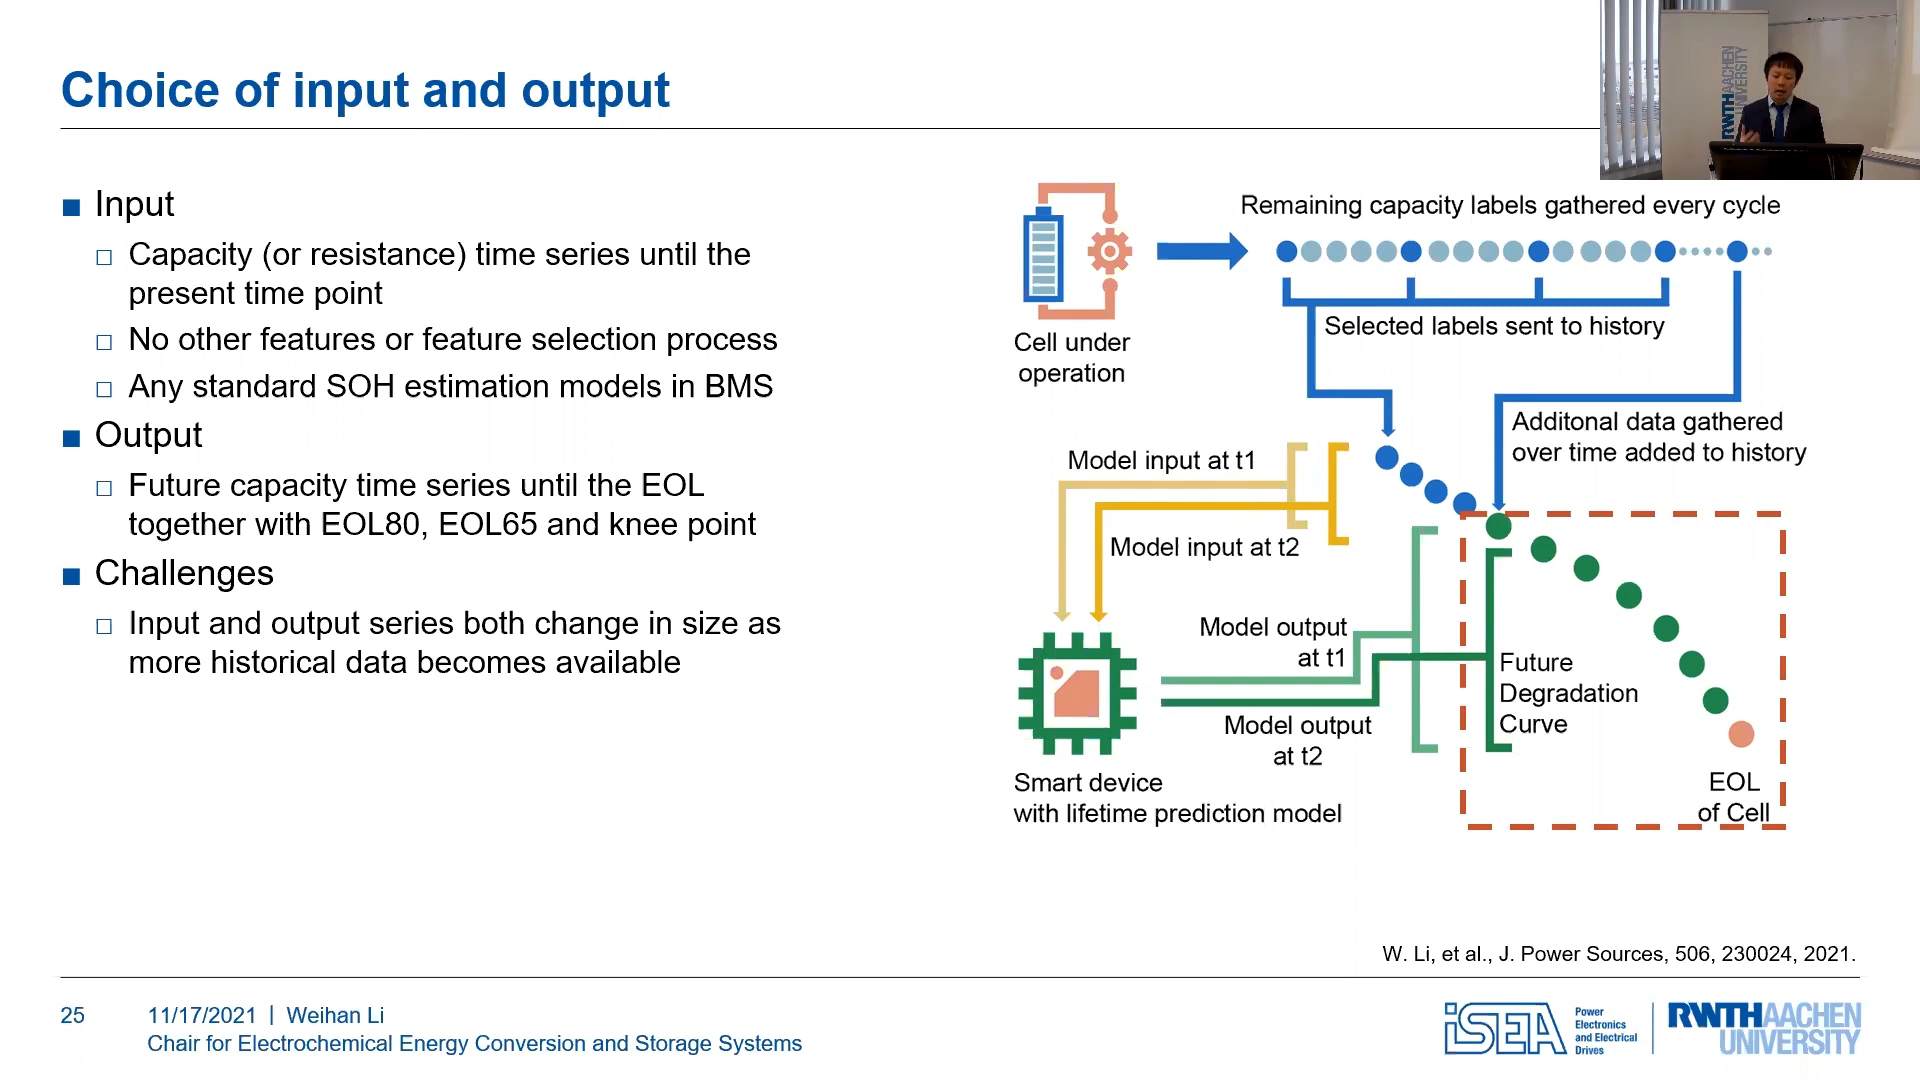 Choice of input and output
Input
Capacity (or resistance) time series until the
present time point
No other features or feature selection process
Any standard SOH estimation models in BMS
Output
Future capacity time series until the EOL
together with EOL80, EOL65 and knee point
Challenges
Input and output series both change in size as
more historical data becomes available
RWTH AACHEN
UNIVERSITY
Remaining capacity labels gathered every cycle
Selected labels sent to history
Cell under
operation
Additonal data gathered
over time added to history
Model input at t1
Model input at t2
Model output
at t1
Future
Degradation
Curve
Model output
at t2
EOL
of Cell
Smart device
with lifetime prediction model
W. Li, et al., J. Power Sources, 506, 230024, 2021.
25
11/17/2021 | Weihan Li
Chair for Electrochemical Energy Conversion and Storage Systems
iSEA
Power
Electronics
and Electrical
Drives
RWTH AACHEN
UNIVERSITY